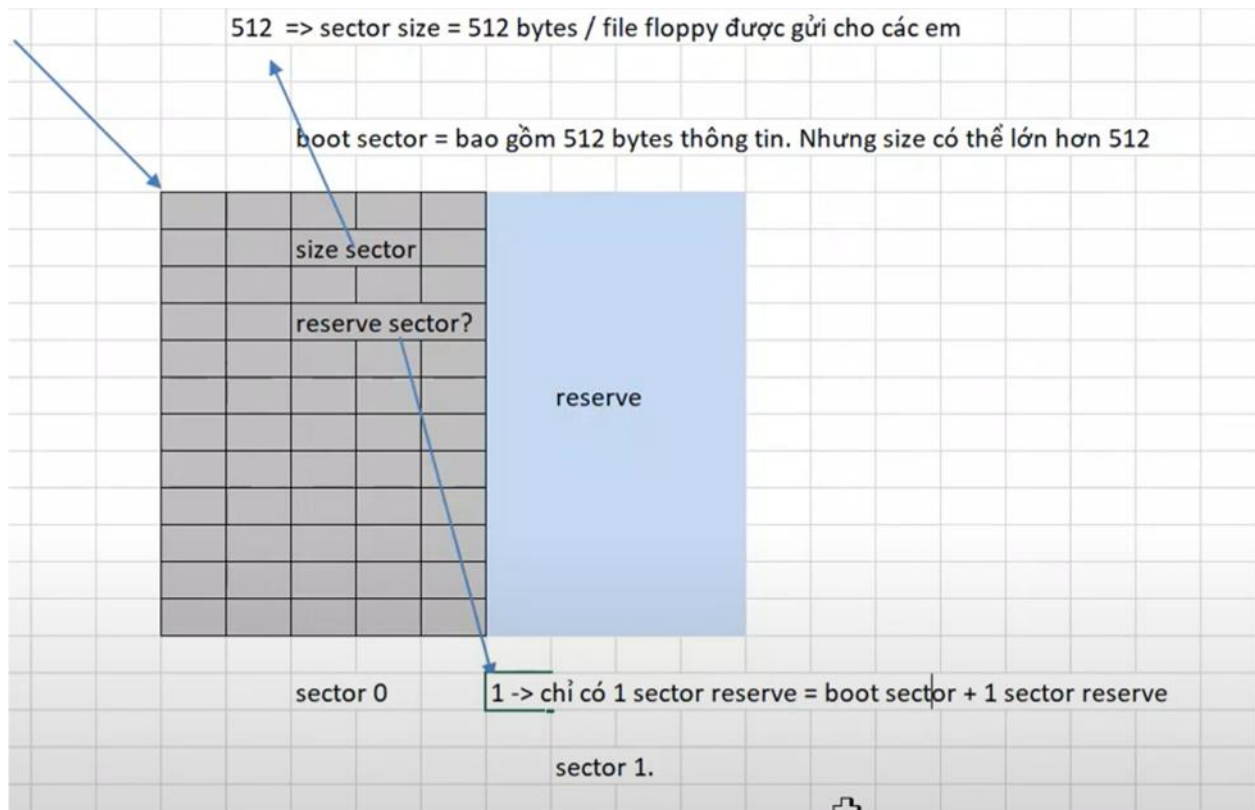 512 => sector size = 512 bytes / file floppy được gửi cho các em
boot sector = bao gồm 512 bytes thông tin. Nhưng size có thể lớn hơn 512
size sector
reserve sector?
reserve
sector 0
1 -> chỉ có 1 sector reserve = boot sector + 1 sector reserve
sector 1.